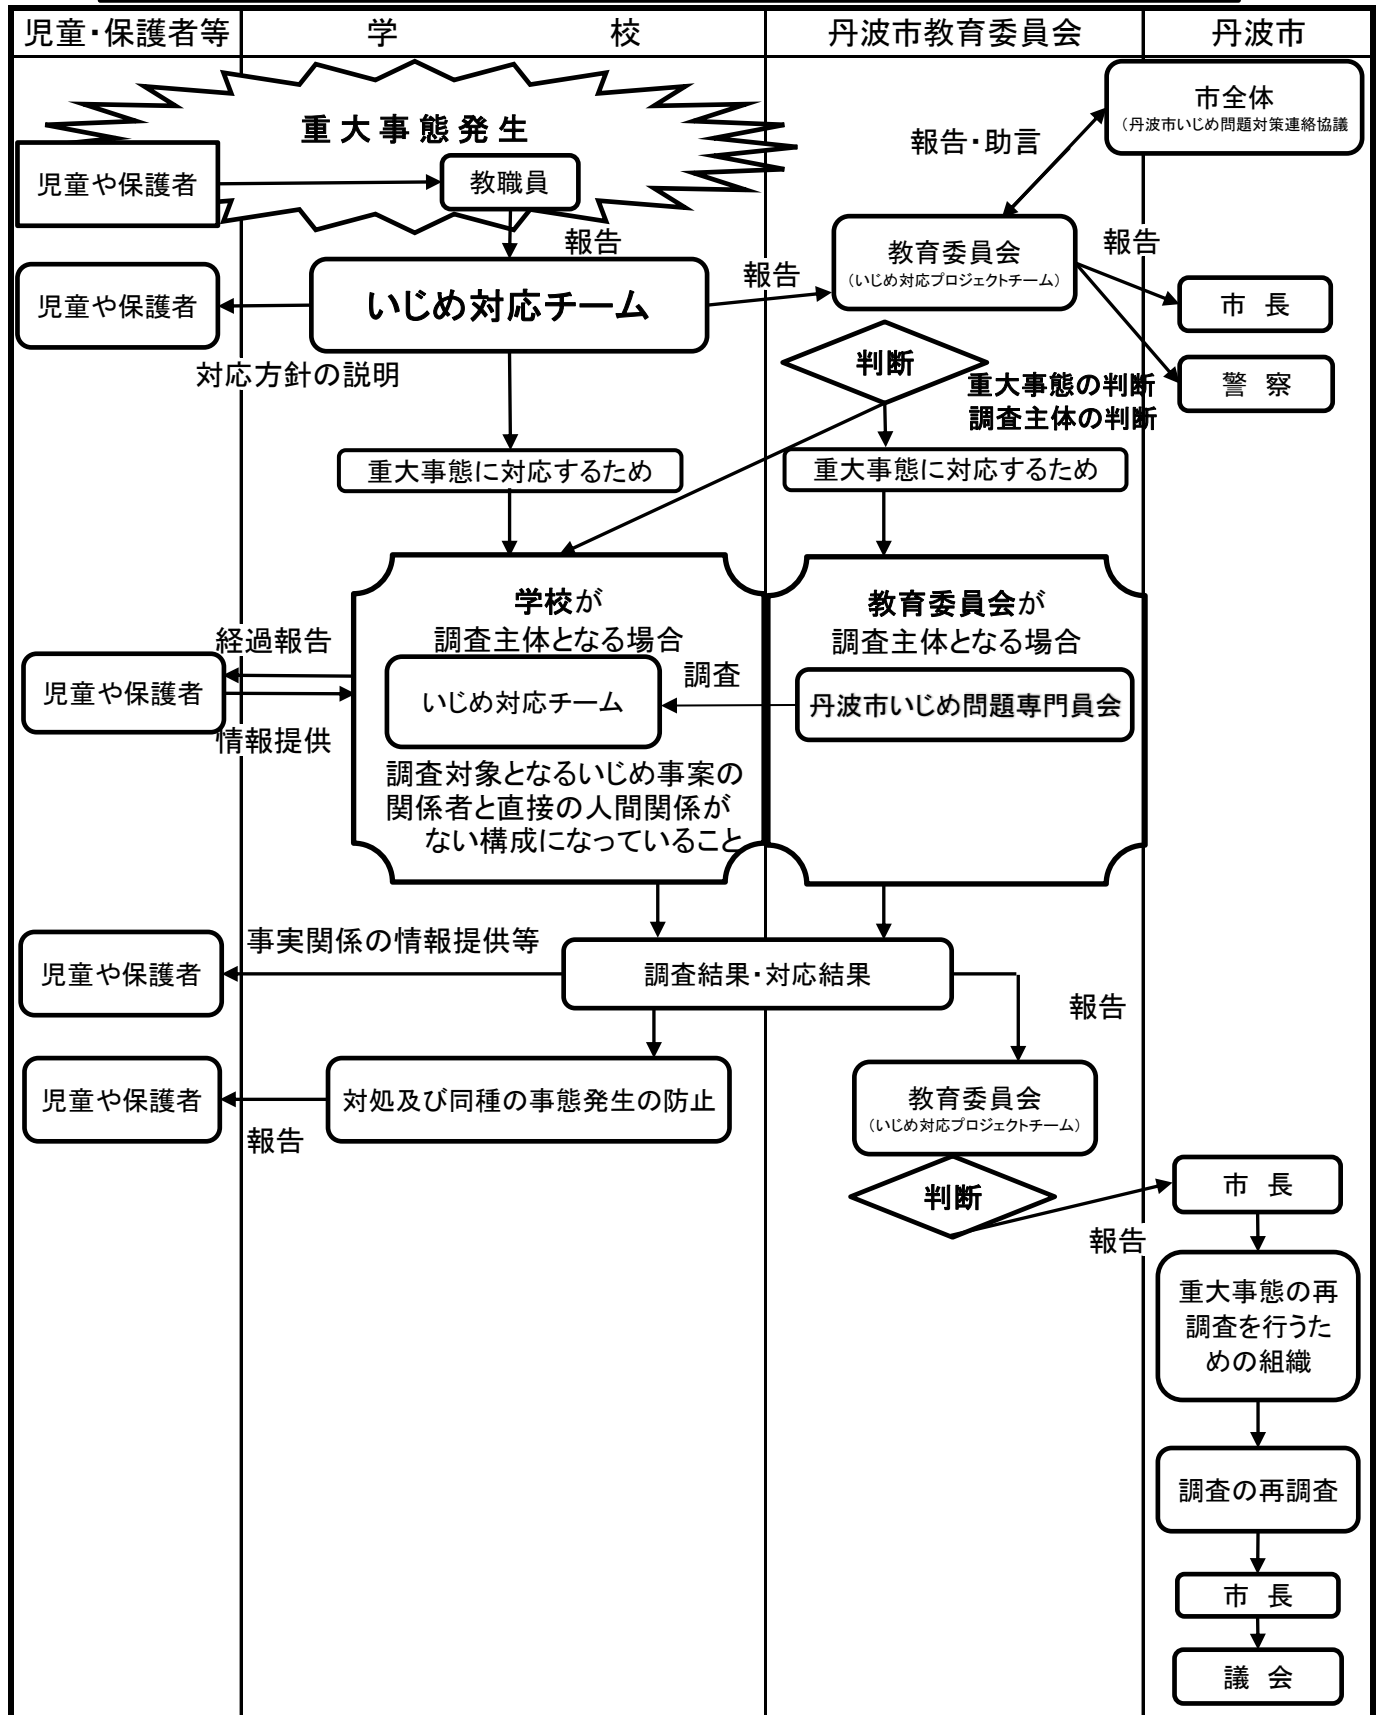 児童・保護者等
学 校
丹波市教育委員会
丹波市
重大事態発生
市全体
（丹波市いじめ問題対策連絡協議
報告・助言
児童や保護者
教職員
報告
教育委員会
（いじめ対応プロジェクトチーム）
報告
報告
児童や保護者
いじめ対応チーム
市 長
対応方針の説明
判断
重大事態の判断
調査主体の判断
警 察
重大事態に対応するため
重大事態に対応するため
学校が
調査主体となる場合
教育委員会が
調査主体となる場合
経過報告
児童や保護者
情報提供
いじめ対応チーム
調査
丹波市いじめ問題専門員会
調査対象となるいじめ事案の
関係者と直接の人間関係が
ない構成になっていること
事実関係の情報提供等
児童や保護者
調査結果・対応結果
報告
児童や保護者
対処及び同種の事態発生の防止
報告
教育委員会
（いじめ対応プロジェクトチーム）
判断
報告
市 長
重大事態の再
調査を行うた
めの組織
調査の再調査
市 長
議 会